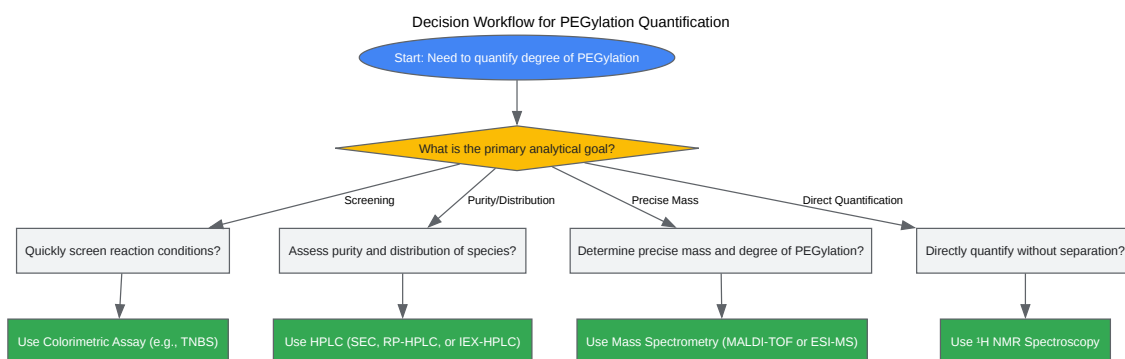 Decision Workflow for PEGylation Quantification
Start: Need to quantify degree of PEGylation
What is the primary analytical goal?
Screening
Purity/Distribution
Precise Mass
Direct Quantification
Quickly screen reaction conditions?
Assess purity and distribution of species?
Determine precise mass and degree of PEGylation?
Directly quantify without separation?
Use Colorimetric Assay (e.g., TNBS)
Use HPLC (SEC, RP-HPLC, or IEX-HPLC)
Use Mass Spectrometry (MALDI-TOF or ESI-MS)
Use ¹H NMR Spectroscopy